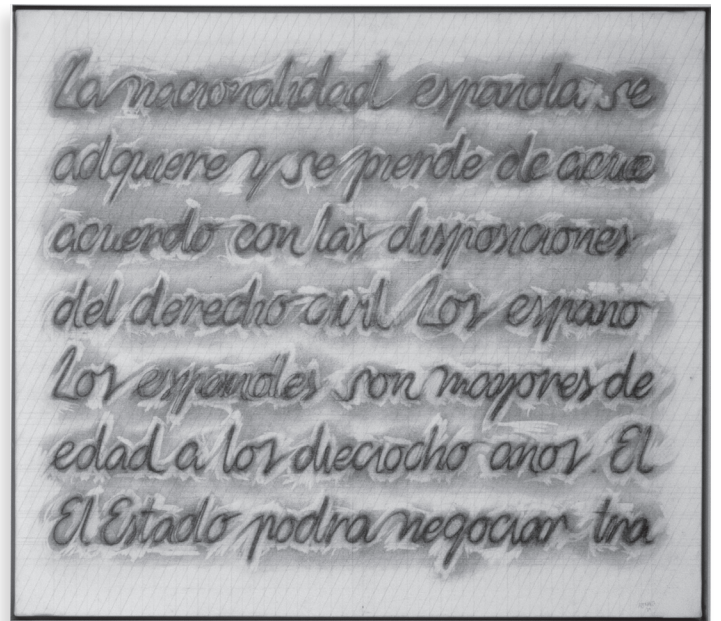 La nacionalidad espanola se
adquiere y se pierde de acue
acuerdo con las disposiciones
del derecho civil Los espano
Los espanoles son mayores de
edad a los dieciocho anos El
El Estado podra negociar tra